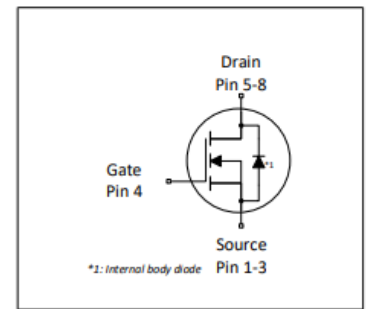 Drain
Pin 5-8
*1
Gate
Pin 4
Source
*1: Internal body diode Pin 1-3